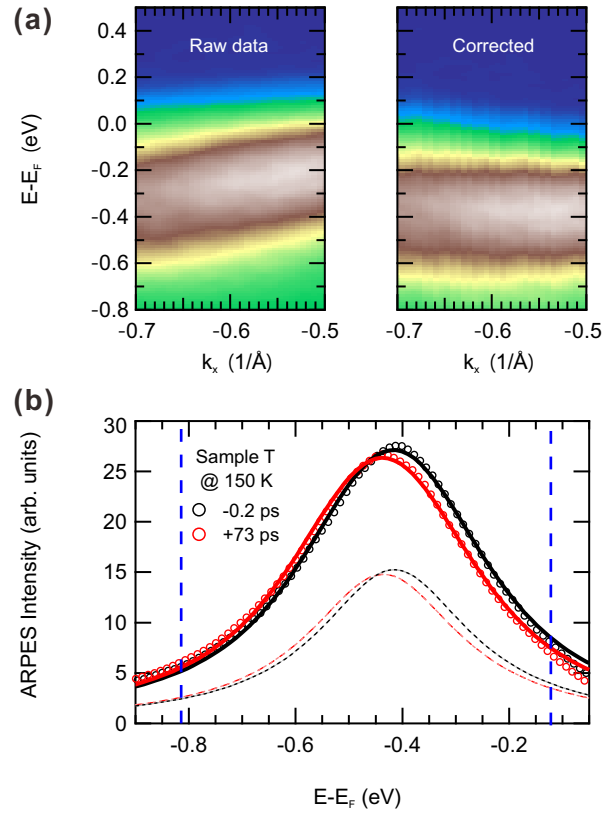 (a)
Raw data
Corrected
0.4
0.2
0.0
-0.2
-0.4
-0.6
-0.8
E-E_F (eV)
-0.7 -0.6 -0.5
-0.7 -0.6 -0.5
k_x (1/Å)
k_x (1/Å)
(b)
30
25
20
15
10
5
0
ARPES Intensity (arb. units)
Sample T
@ 150 K
-0.2 ps
+73 ps
-0.8 -0.6 -0.4 -0.2
E-E_F (eV)